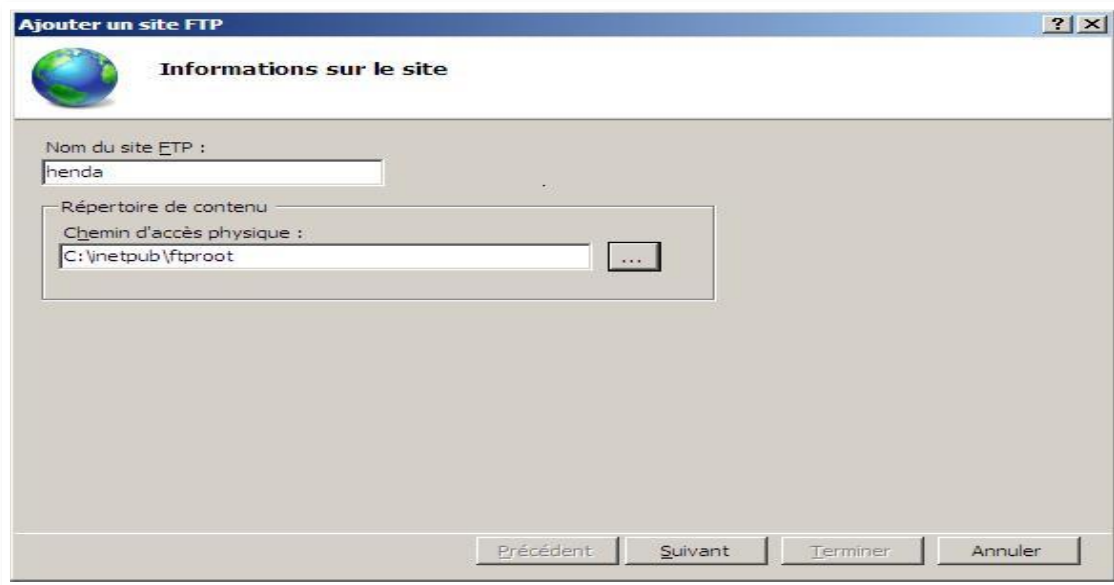 Ajouter un site FTP
Informations sur le site
Nom du site FTP :
henda
Répertoire de contenu
Chemin d'accès physique :
C:\inetpub\ftproot
...
Précédent
Suivant
Terminer
Annuler